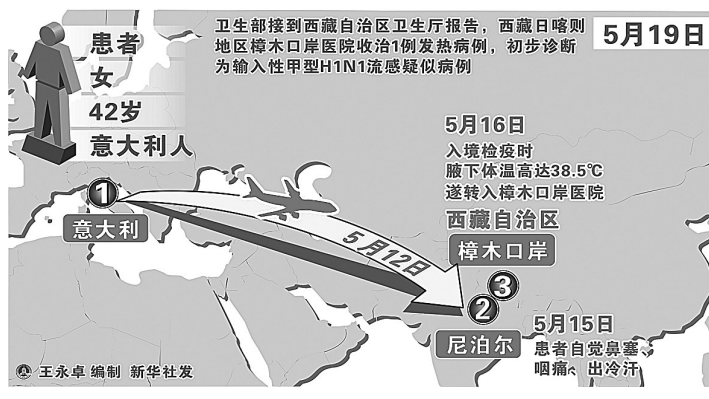 患者
女
42岁
意大利人
卫生部接到西藏自治区卫生厅报告，西藏日喀则
地区樟木口岸医院收治1例发热病例，初步诊断
为输入性甲型H1N1流感疑似病例
5月19日
5月16日
入境检疫时
腋下体温高达38.5℃
遂转入樟木口岸医院
西藏自治区
樟木口岸
1
意大利
5月12日
3
2
尼泊尔
5月15日
患者自觉鼻塞、
咽痛、出冷汗
王永卓 编制 新华社发